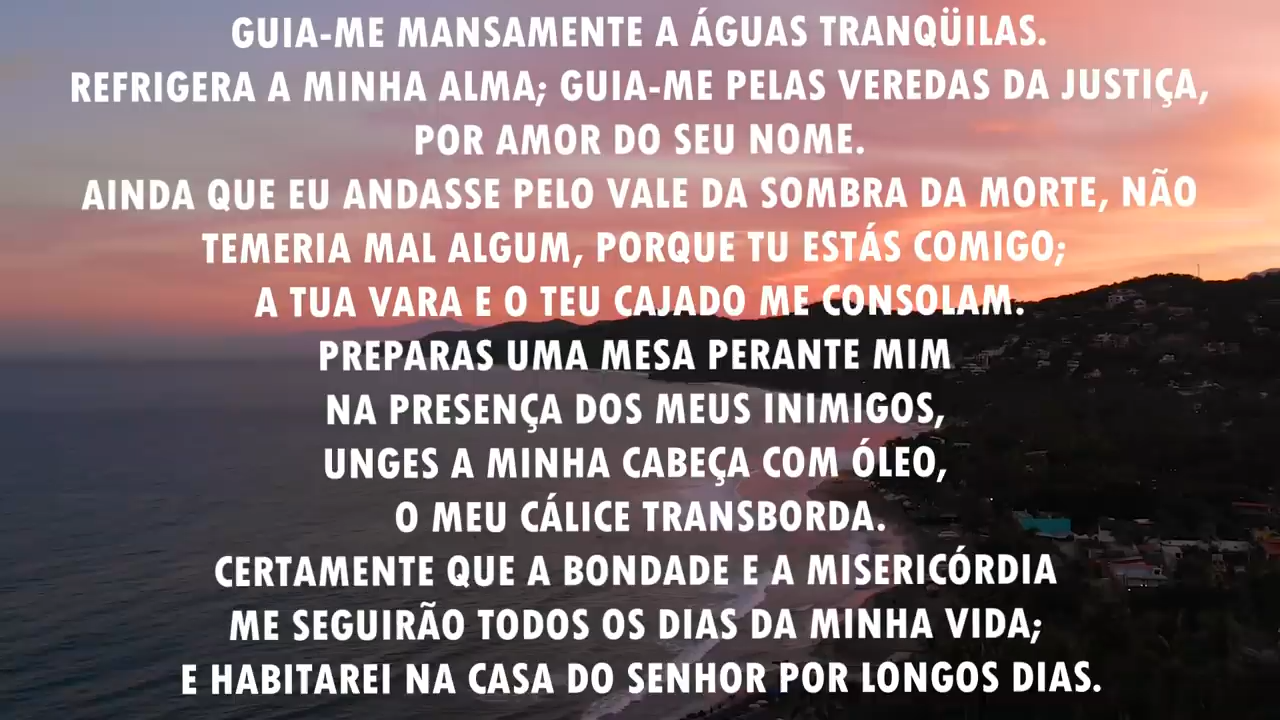 GUIA-ME MANSAMENTE A ÁGUAS TRANQÜILAS.
REFRIGERA A MINHA ALMA; GUIA-ME PELAS VEREDAS DA JUSTIÇA,
POR AMOR DO SEU NOME.
AINDA QUE EU ANDASSE PELO VALE DA SOMBRA DA MORTE, NÃO
TEMERIA MAL ALGUM, PORQUE TU ESTÁS COMIGO;
A TUA VARA E O TEU CAJADO ME CONSOLAM.
PREPARAS UMA MESA PERANTE MIM
NA PRESENÇA DOS MEUS INIMIGOS,
UNGES A MINHA CABEÇA COM ÓLEO,
O MEU CÁLICE TRANSBORDA.
CERTAMENTE QUE A BONDADE E A MISERICÓRDIA
ME SEGUIRÃO TODOS OS DIAS DA MINHA VIDA;
E HABITAREI NA CASA DO SENHOR POR LONGOS DIAS.